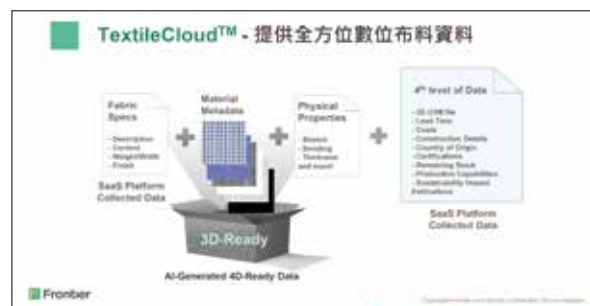 TextileCloud™ - 提供全方位數位布料資料
Fabric
Specs
- Description
- Content
- Weight/Width
- Finish
SaaS Platform
Collected Data
Material
Metadata
Physical
Properties
- Stretch
- Bending
- Thickness
and more!
4th level of Data
- Lead Time
- Costs
- Construction Details
- Country of Origin
- Certifications
- Remaining Stock
- Production Capabilities
- Sustainability Impact
Estimations
SaaS Platform
Collected Data
3D-Ready
AI-Generated 4D-Ready Data
Frontier